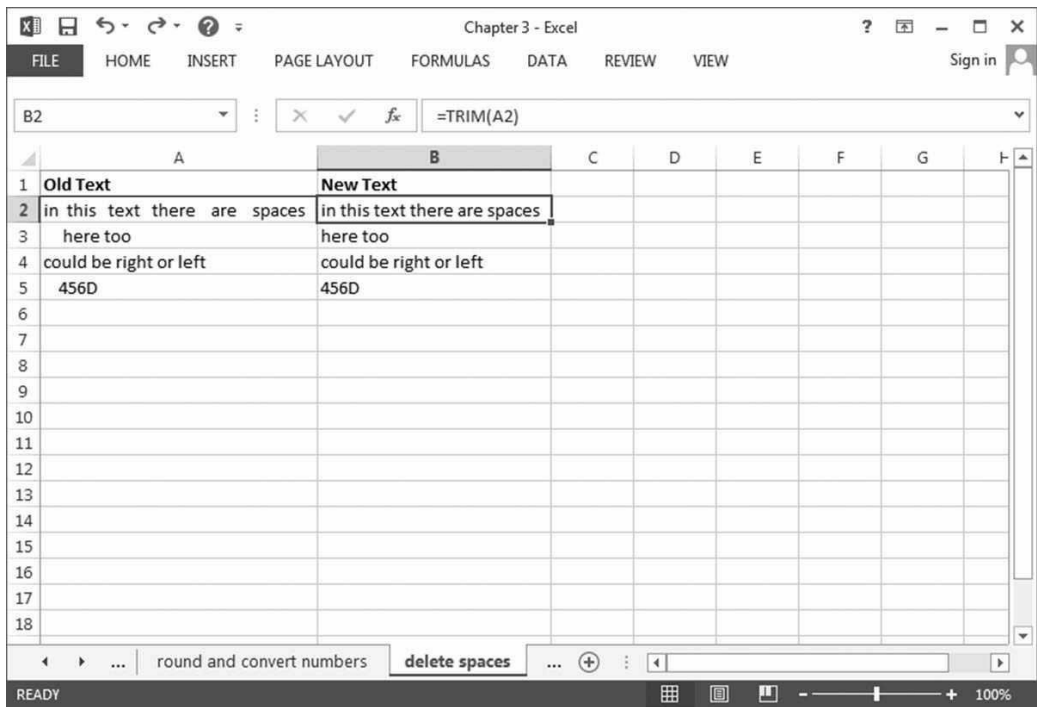 Chapter 3 - Excel
FILE HOME INSERT PAGE LAYOUT FORMULAS DATA REVIEW VIEW Sign in
B2 fx =TRIM(A2)
A B C D E F G H
1 Old Text New Text
2 in this text there are spaces in this text there are spaces
3 here too here too
4 could be right or left could be right or left
5 456D 456D
6
7
8
9
10
11
12
13
14
15
16
17
18
... round and convert numbers delete spaces ...
READY 100%